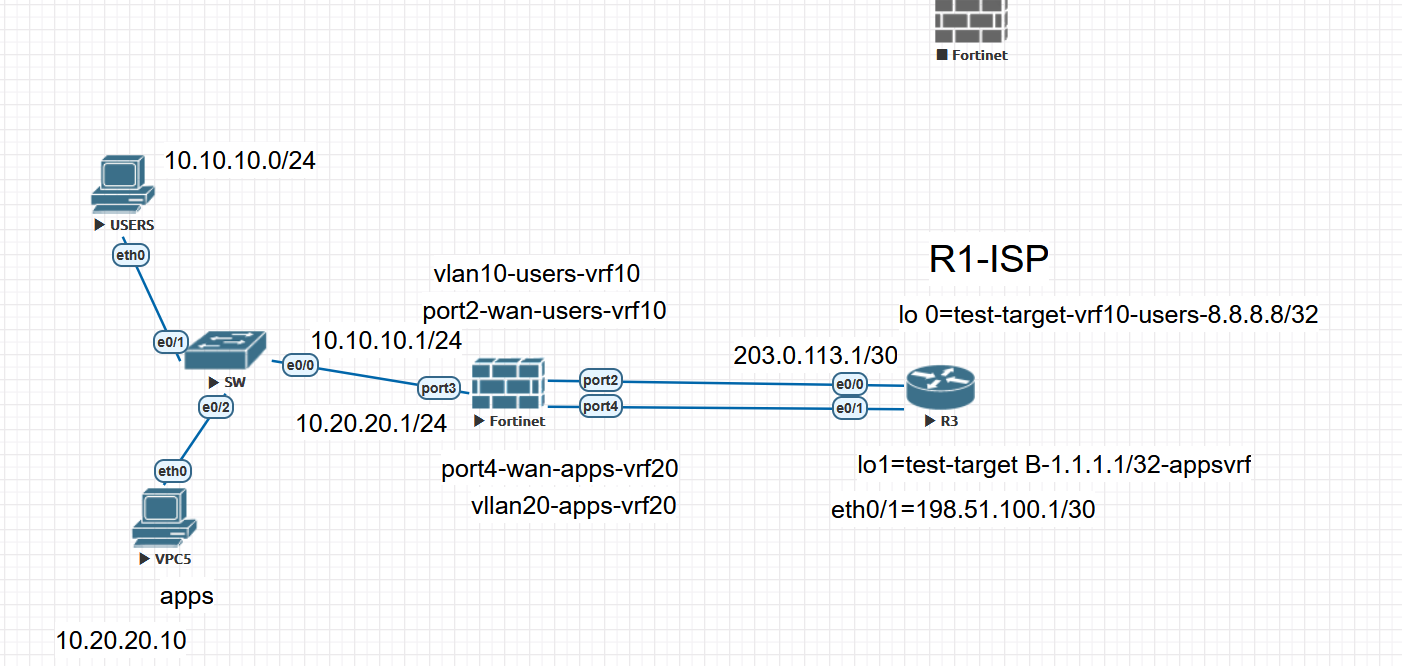 Fortinet
10.10.10.0/24
USERS
eth0
R1-ISP
vlan10-users-vrf10
port2-wan-users-vrf10
lo 0=test-target-vrf10-users-8.8.8.8/32
10.10.10.1/24
e0/1
203.0.113.1/30
e0/0
SW
port3
port2
e0/0
e0/2
port4
e0/1
10.20.20.1/24
Fortinet
R3
eth0
port4-wan-apps-vrf20
lo1=test-target B-1.1.1.1/32-appsvrf
vllan20-apps-vrf20
eth0/1=198.51.100.1/30
VPC5
apps
10.20.20.10